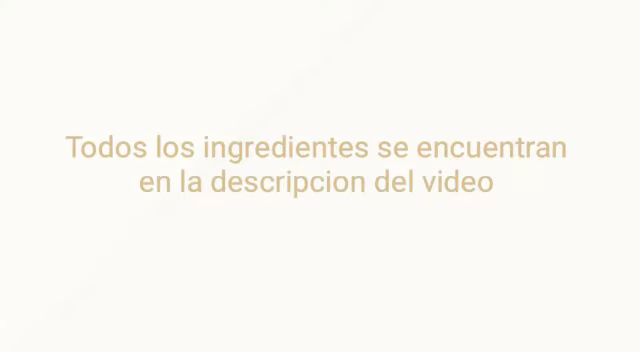 Todos los ingredientes se encuentran
en la descripcion del video